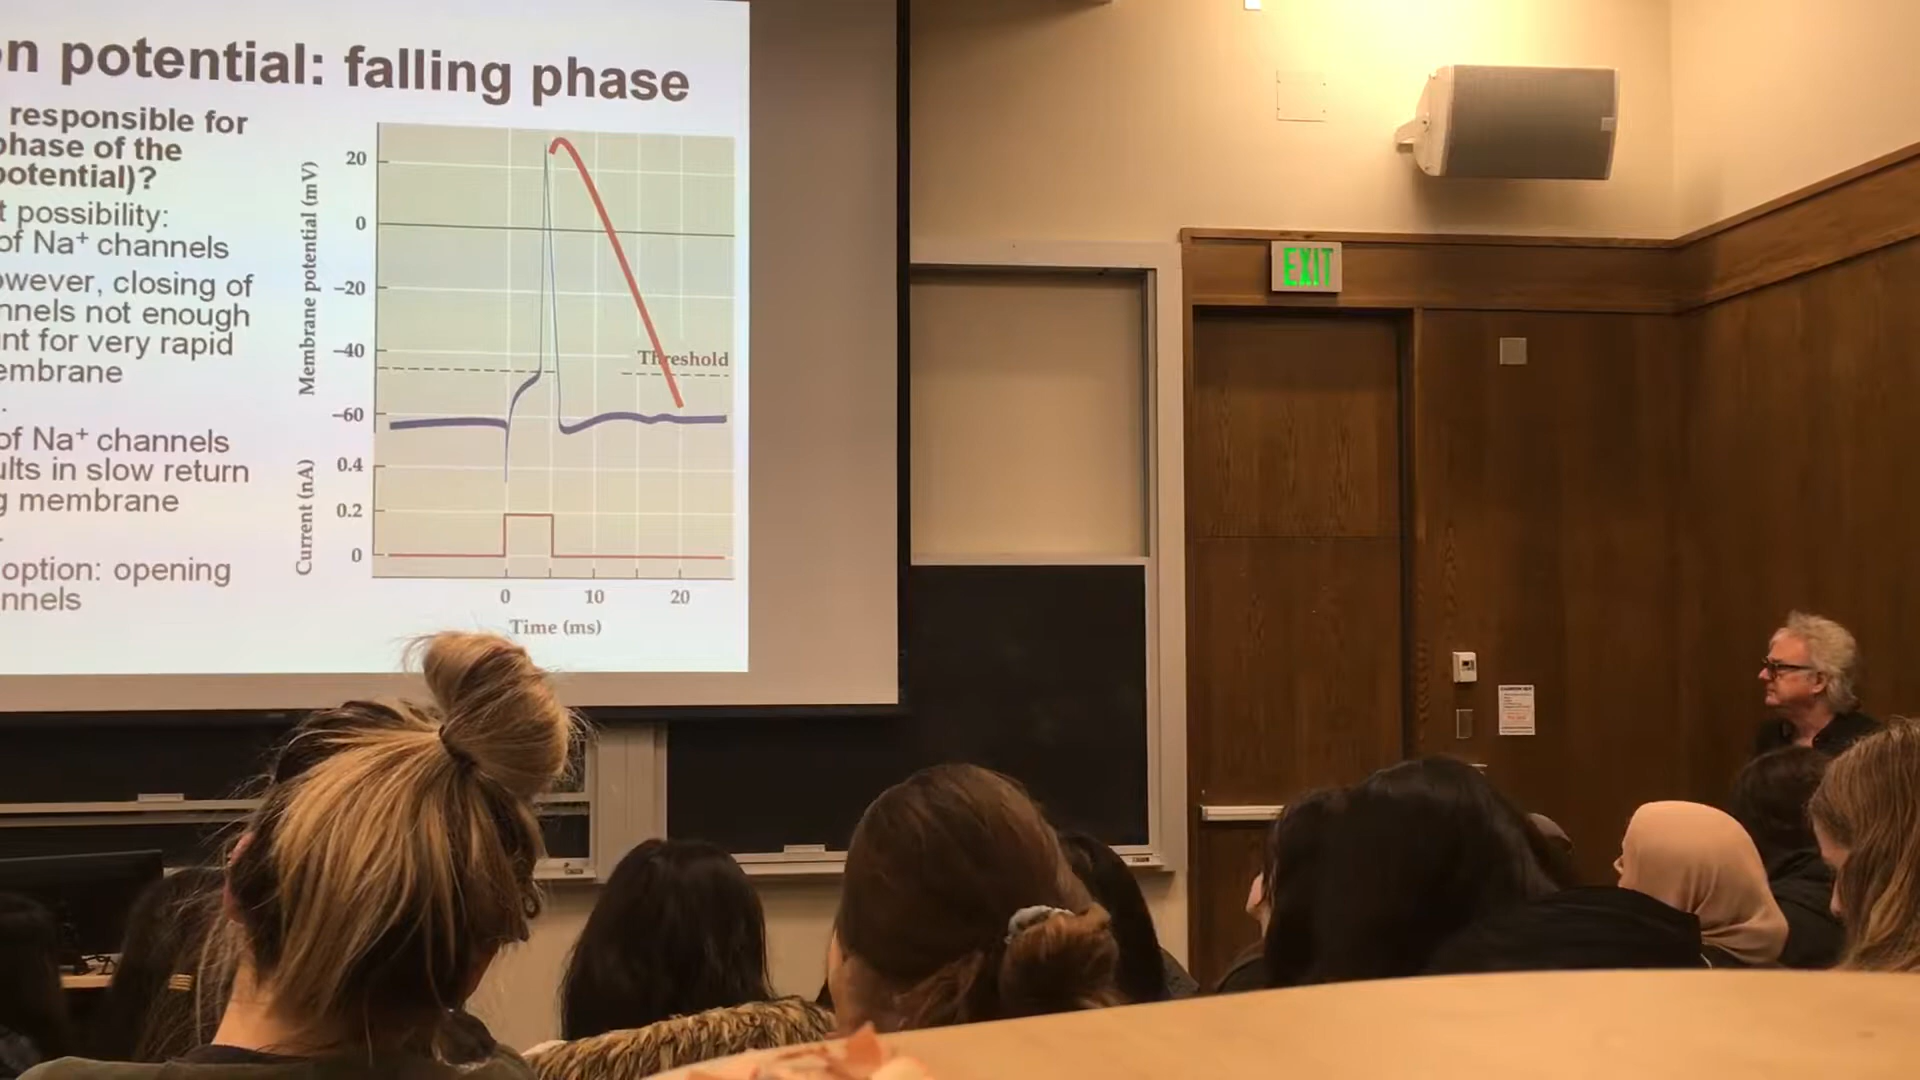 n potential: falling phase
responsible for
phase of the
potential)?
t possibility:
of Na⁺ channels
owever, closing of
nnels not enough
nt for very rapid
embrane
.
of Na⁺ channels
ults in slow return
g membrane
.
option: opening
nnels
Membrane potential (mV)
20
0
–20
–40
–60
Threshold
Current (nA)
0.4
0.2
0
0
10
20
Time (ms)
EXIT